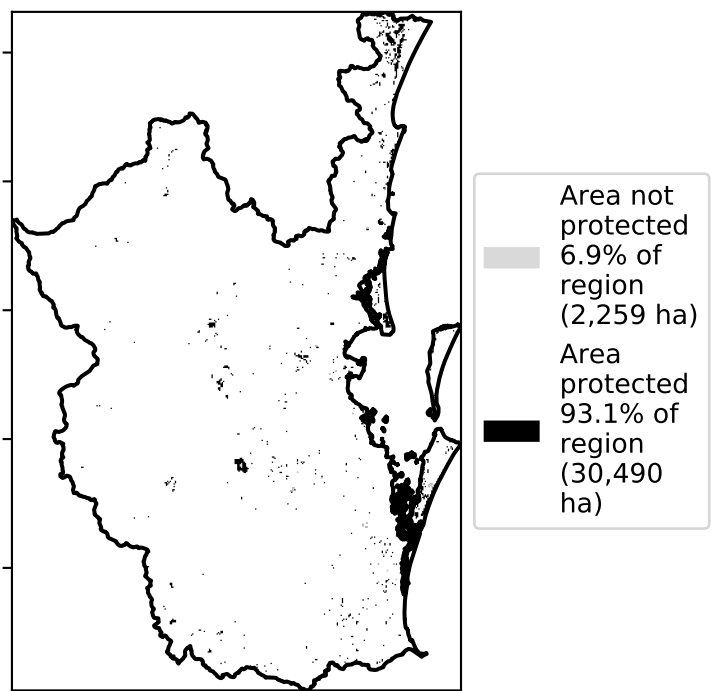 Area not
protected
6.9% of
region
(2,259 ha)
Area
protected
93.1% of
region
(30,490
ha)